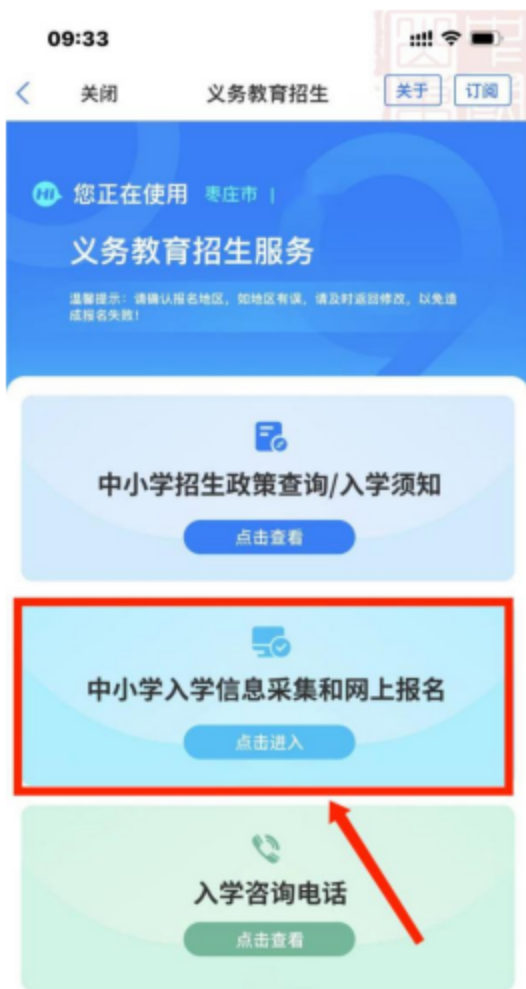 09:33
关闭 义务教育招生 关于 订阅
HI 您正在使用 枣庄市 |
义务教育招生服务
温馨提示：请确认报名地区，如地区有误，请及时返回修改，以免造
成报名失败！
中小学招生政策查询/入学须知
点击查看
中小学入学信息采集和网上报名
点击进入
入学咨询电话
点击查看